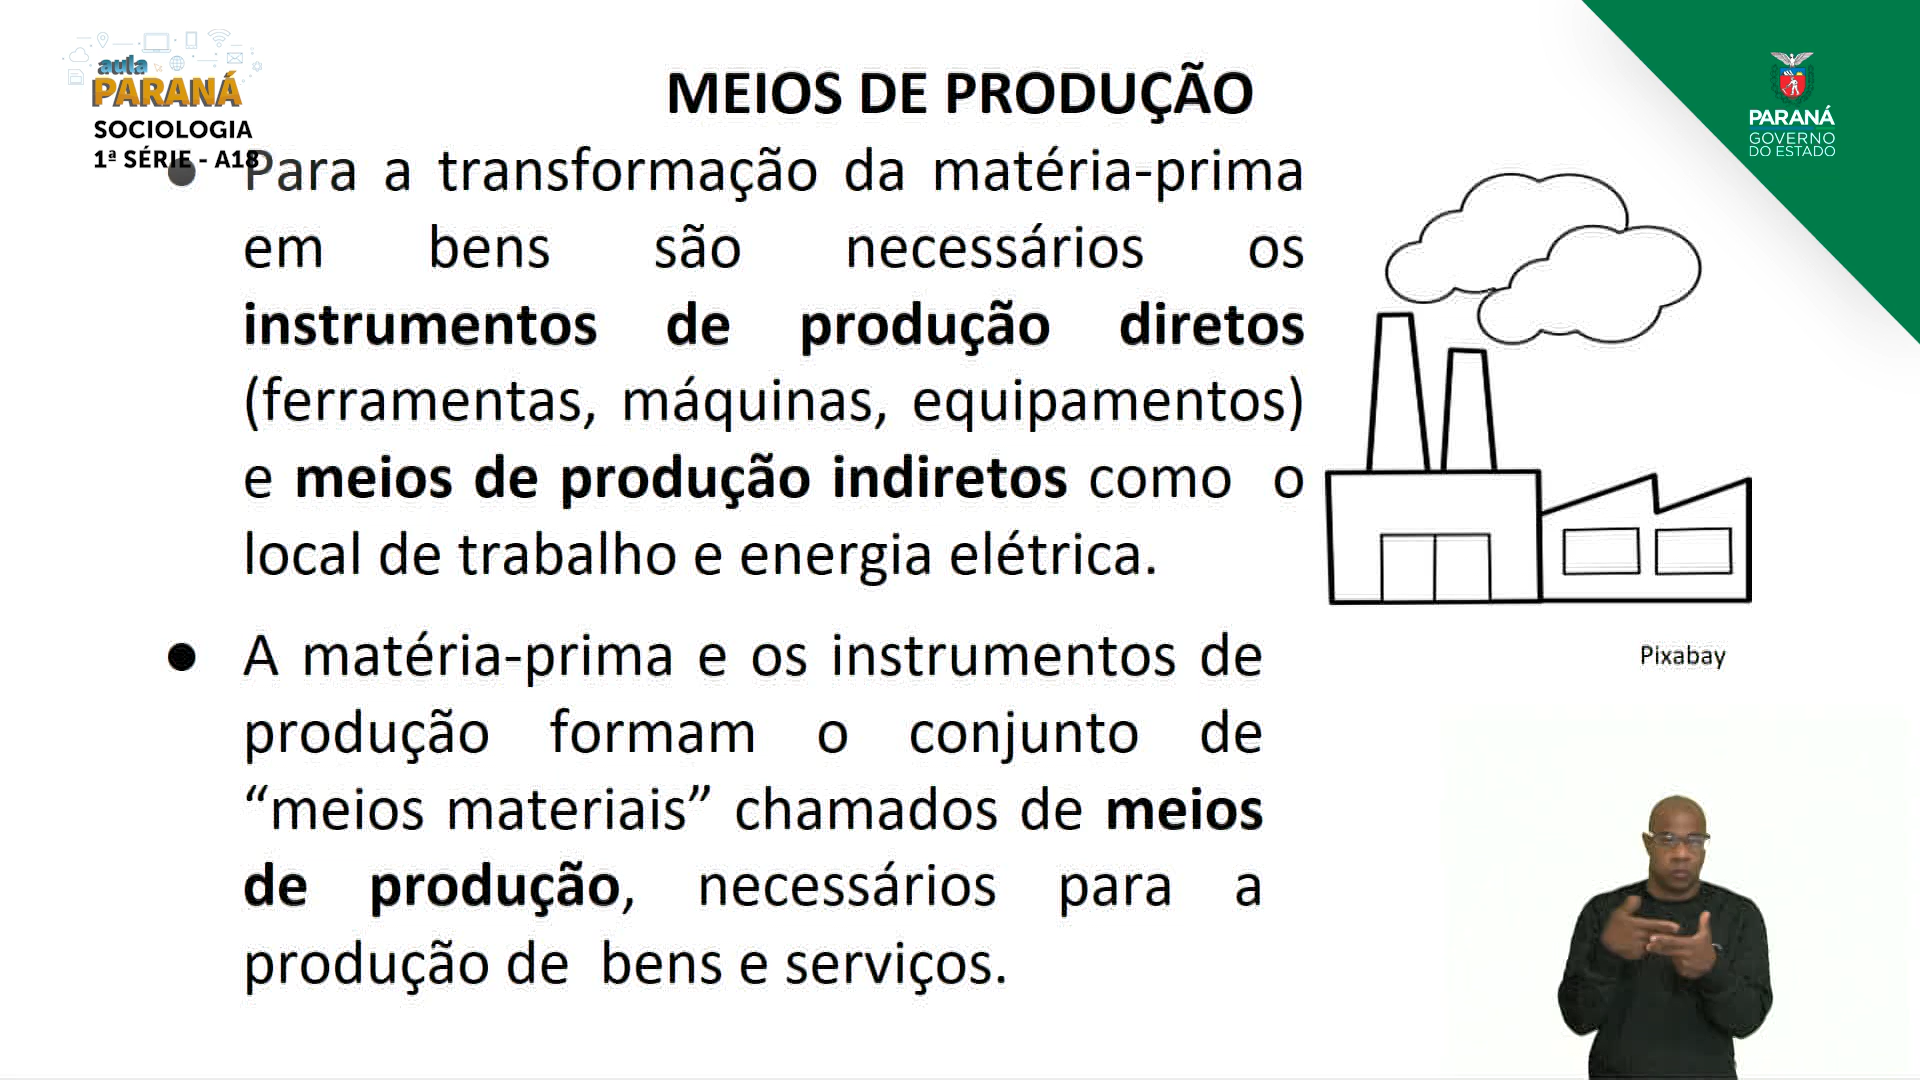 aula
PARANÁ
SOCIOLOGIA
1ª SÉRIE - A18
MEIOS DE PRODUÇÃO
PARANÁ
GOVERNO
DO ESTADO
● Para a transformação da matéria-prima
em bens são necessários os
instrumentos de produção diretos
(ferramentas, máquinas, equipamentos)
e meios de produção indiretos como o
local de trabalho e energia elétrica.
● A matéria-prima e os instrumentos de
produção formam o conjunto de
“meios materiais” chamados de meios
de produção, necessários para a
produção de bens e serviços.
Pixabay